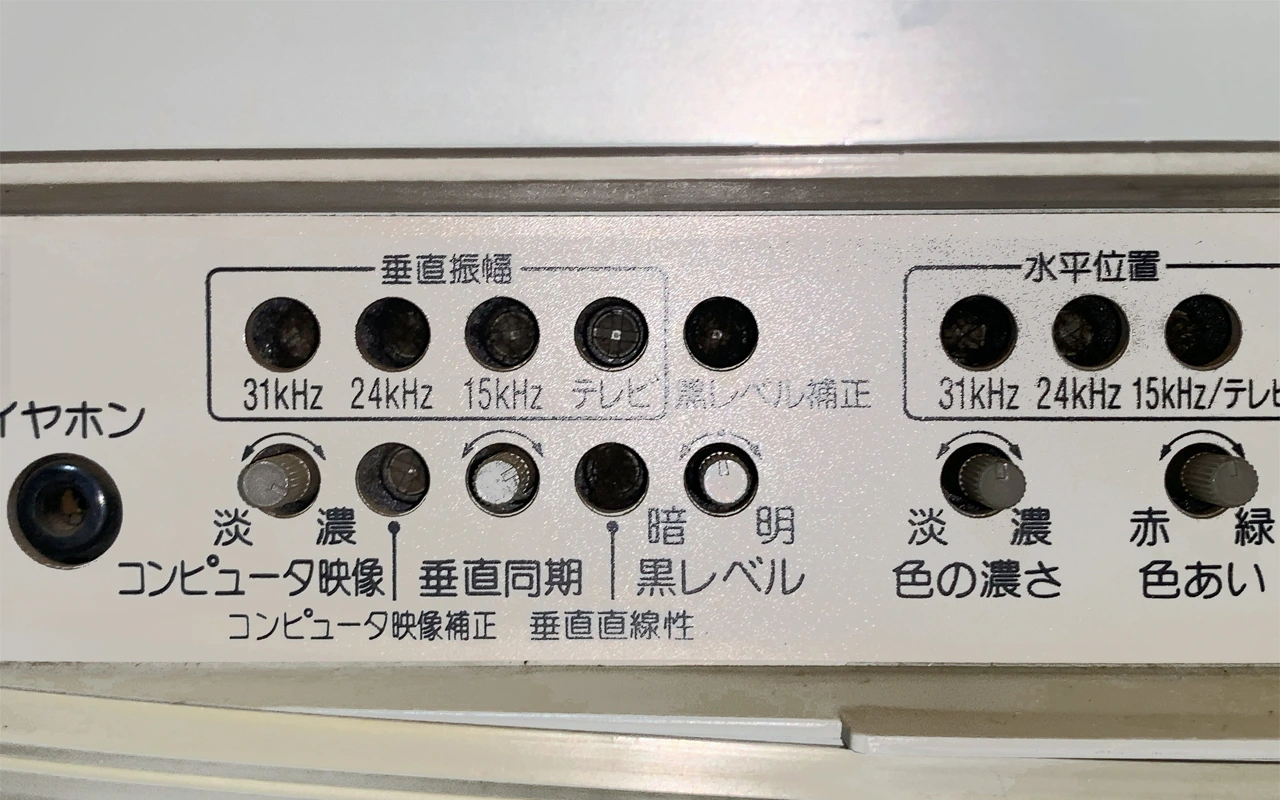 垂直振幅 水平位置
31kHz 24kHz 15kHz テレビ 黒レベル補正 31kHz 24kHz 15kHz/テレビ
イヤホン
淡 濃 暗 明 淡 濃 赤 緑
コンピュータ映像 垂直同期 黒レベル 色の濃さ 色あい
コンピュータ映像補正 垂直直線性